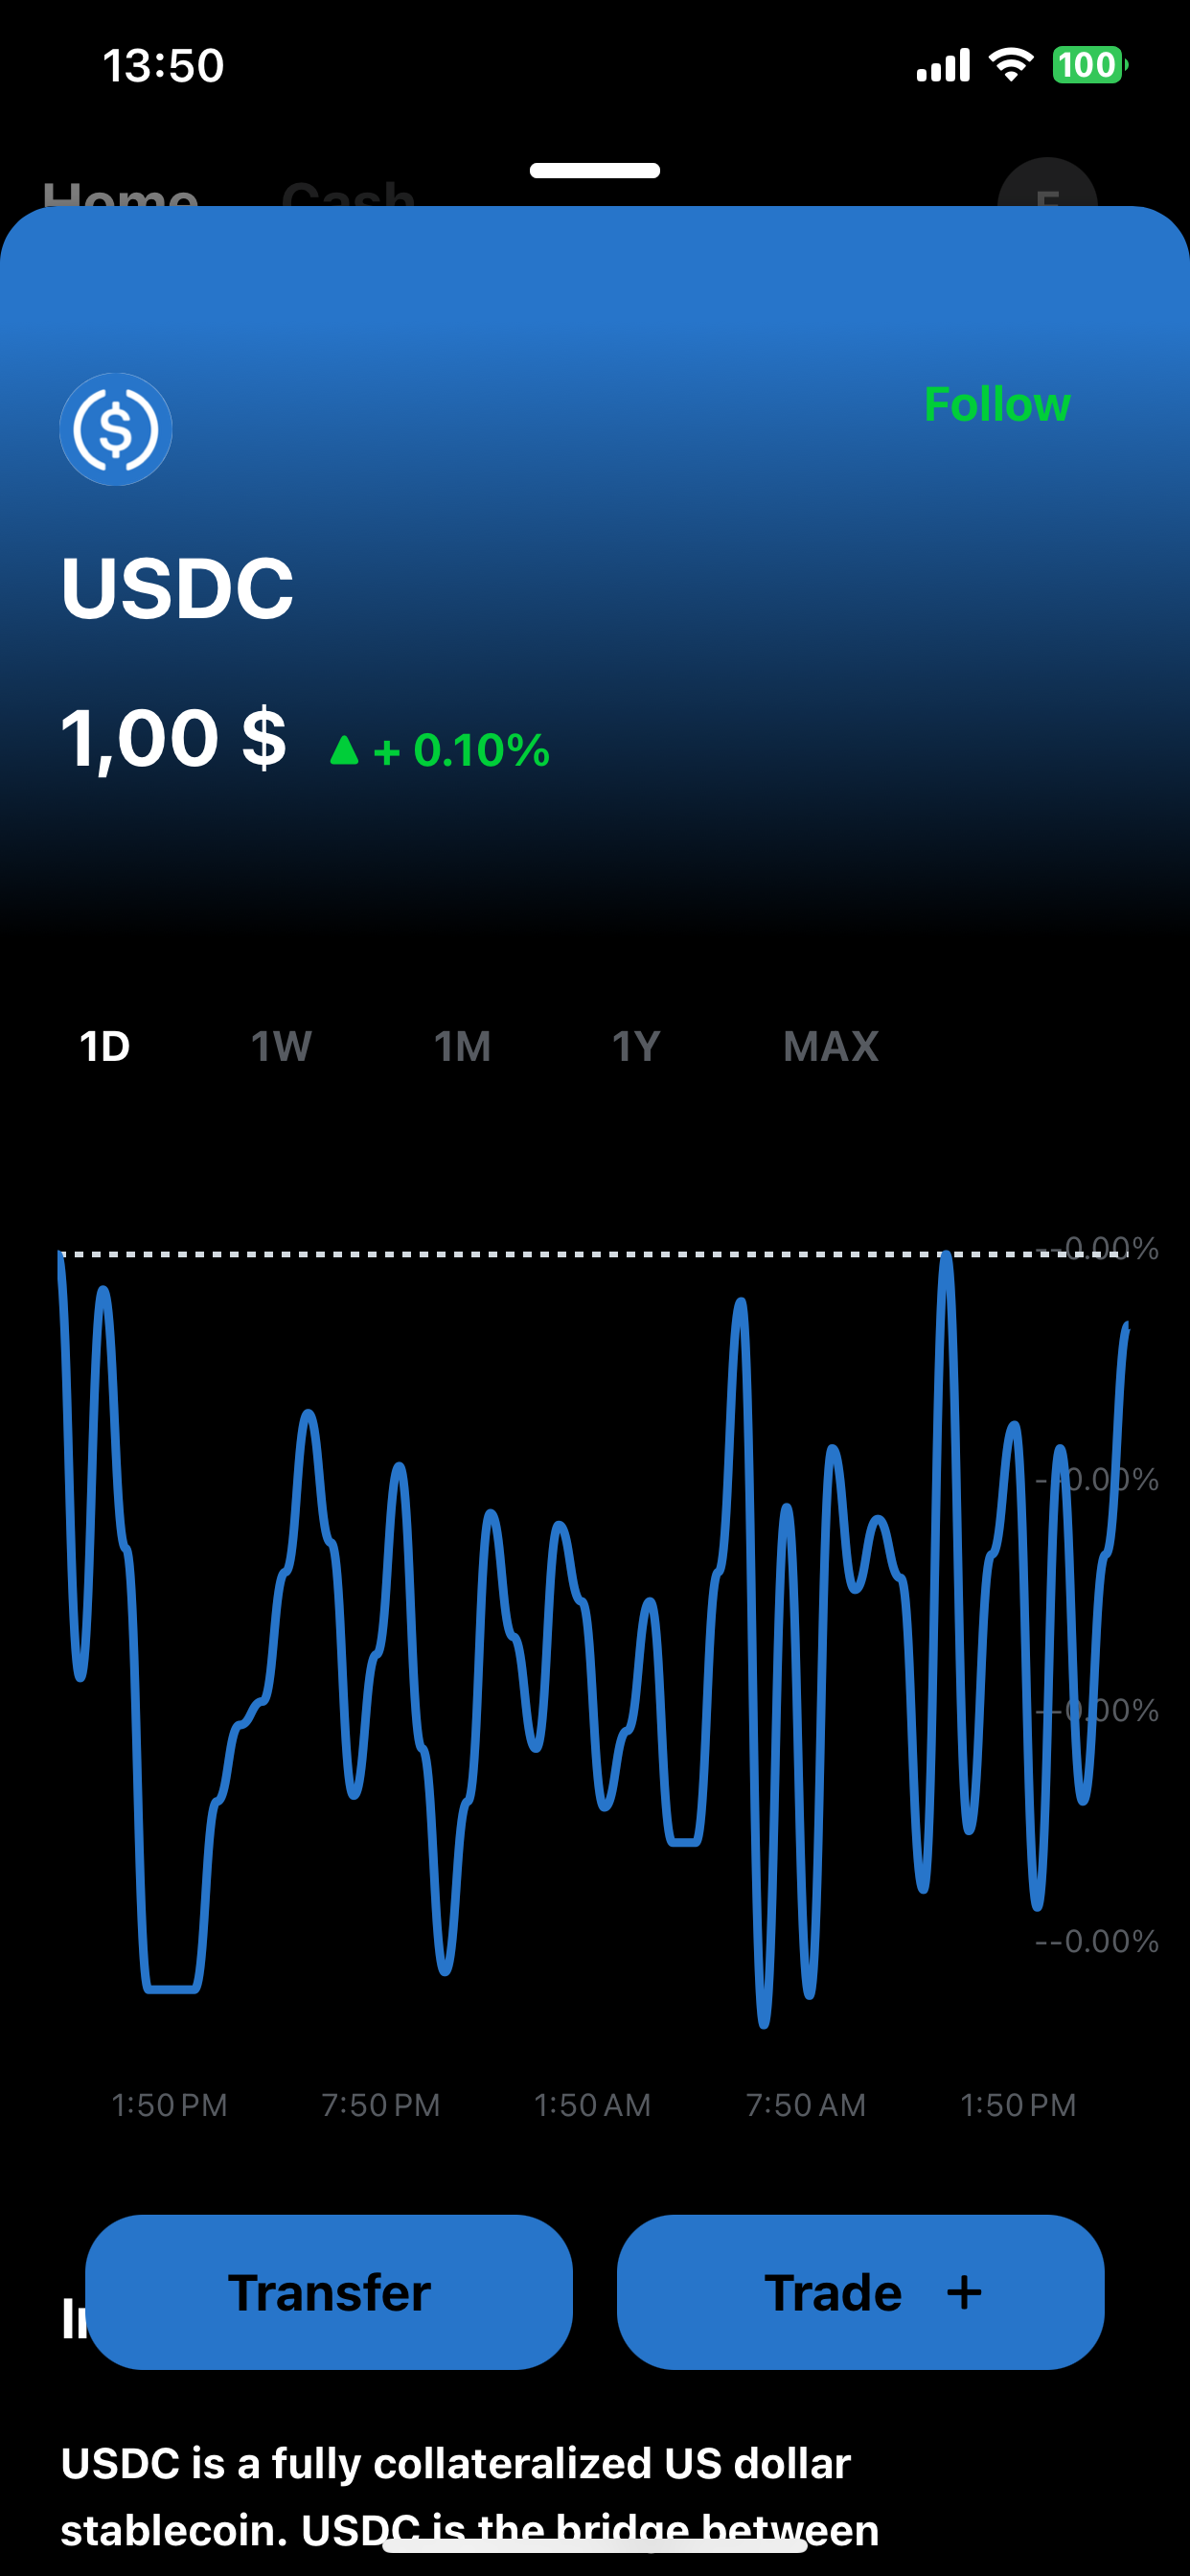 13:50
100
Home Cash
Follow
USDC
1,00 $ + 0.10%
1D 1W 1M 1Y MAX
--0.00%
--0.00%
--0.00%
--0.00%
1:50 PM 7:50 PM 1:50 AM 7:50 AM 1:50 PM
Transfer
Trade +
USDC is a fully collateralized US dollar
stablecoin. USDC is the bridge between